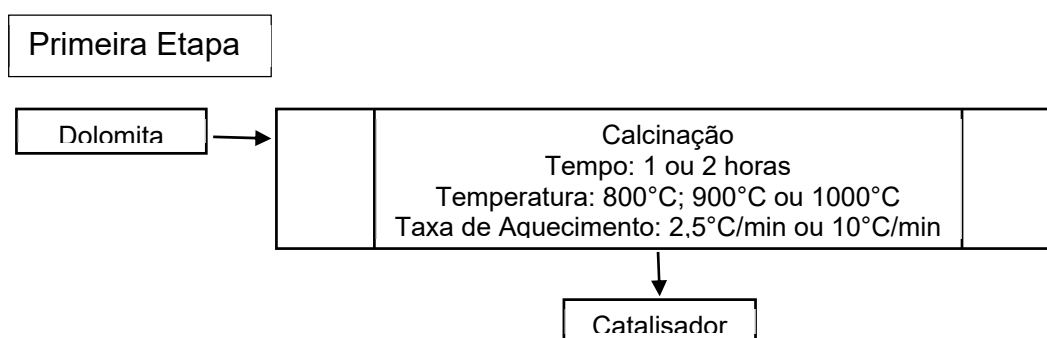 Primeira Etapa
Dolomita
Calcinação
Tempo: 1 ou 2 horas
Temperatura: 800°C; 900°C ou 1000°C
Taxa de Aquecimento: 2,5°C/min ou 10°C/min
Catalisador